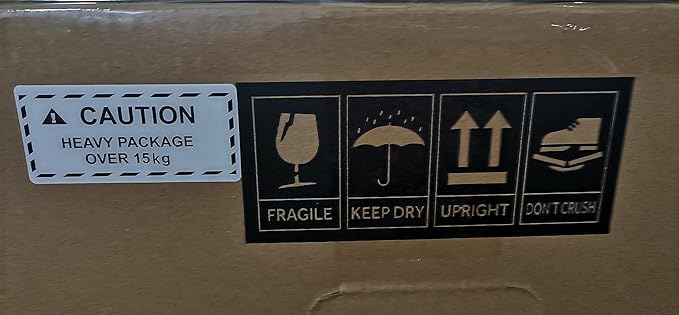 CAUTION
HEAVY PACKAGE
OVER 15kg
FRAGILE
KEEP DRY
UPRIGHT
DON'T CRUSH